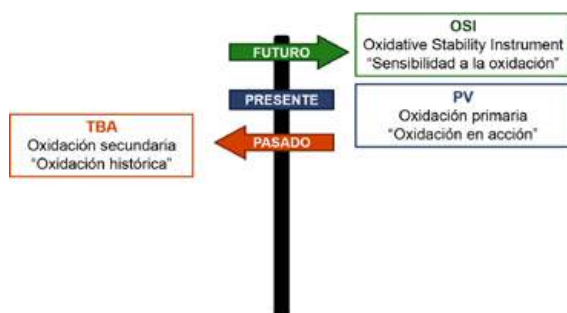 FUTURO
OSI
Oxidative Stability Instrument
“Sensibilidad a la oxidación”
PRESENTE
PV
Oxidación primaria
“Oxidación en acción”
PASADO
TBA
Oxidación secundaria
“Oxidación histórica”